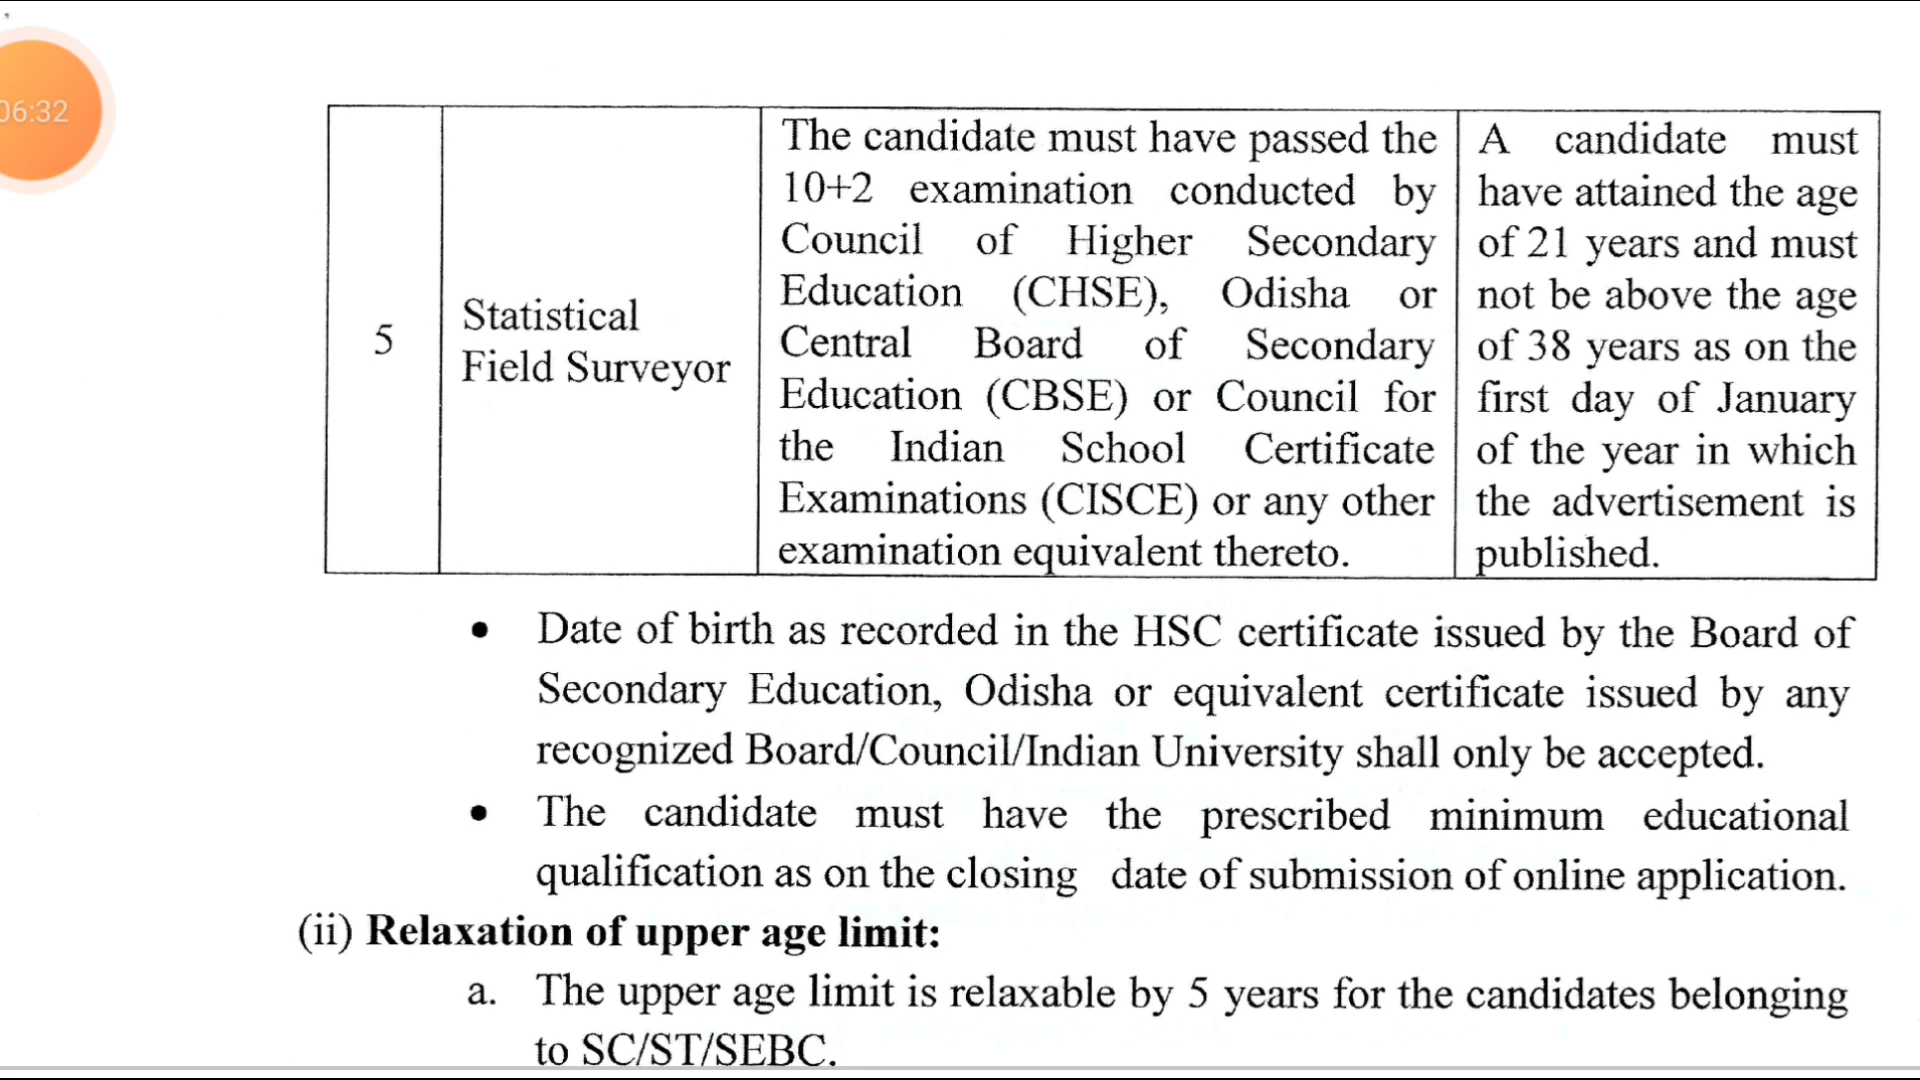 06:32
The candidate must have passed the
10+2 examination conducted by
Council of Higher Secondary
Education (CHSE), Odisha or
Central Board of Secondary
Education (CBSE) or Council for
the Indian School Certificate
Examinations (CISCE) or any other
examination equivalent thereto.
5
Statistical
Field Surveyor
A candidate must
have attained the age
of 21 years and must
not be above the age
of 38 years as on the
first day of January
of the year in which
the advertisement is
published.
• Date of birth as recorded in the HSC certificate issued by the Board of
Secondary Education, Odisha or equivalent certificate issued by any
recognized Board/Council/Indian University shall only be accepted.
• The candidate must have the prescribed minimum educational
qualification as on the closing date of submission of online application.
(ii) Relaxation of upper age limit:
a. The upper age limit is relaxable by 5 years for the candidates belonging
to SC/ST/SEBC.